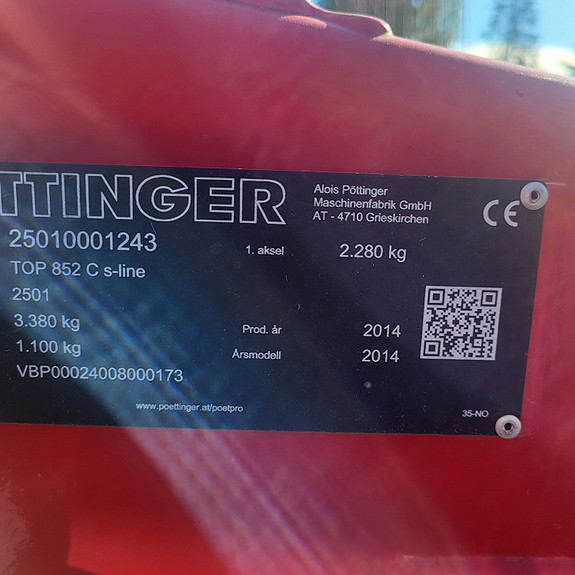 TTINGER
Alois Pöttinger
Maschinenfabrik GmbH
AT - 4710 Grieskirchen
CE
25010001243
1. aksel 2.280 kg
TOP 852 C s-line
2501
3.380 kg
Prod. år 2014
1.100 kg
Årsmodell 2014
VBP00024008000173
www.poettinger.at/poetpro
35-NO